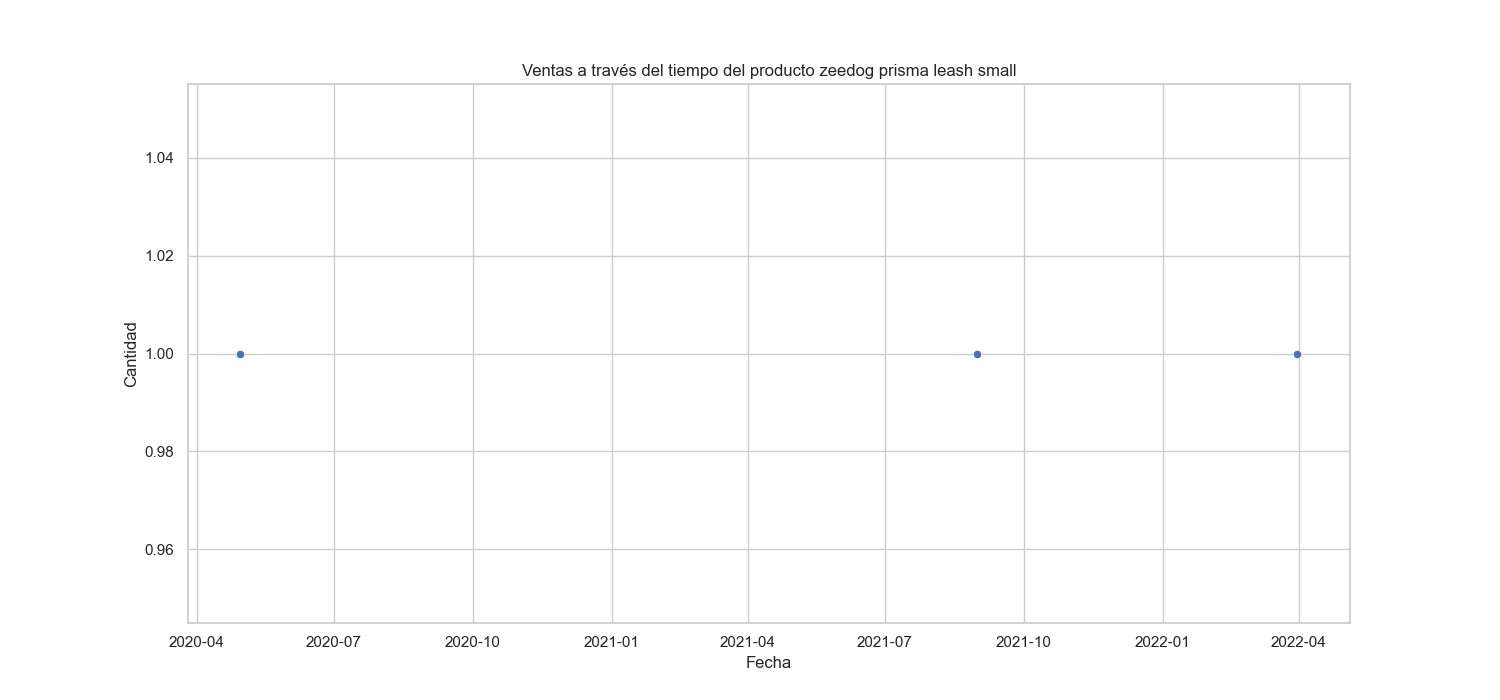 Ventas a través del tiempo del producto zeedog prisma leash small
1.04
1.02
1.00
0.98
0.96
Cantidad
2020-04 2020-07 2020-10 2021-01 2021-04 2021-07 2021-10 2022-01 2022-04
Fecha